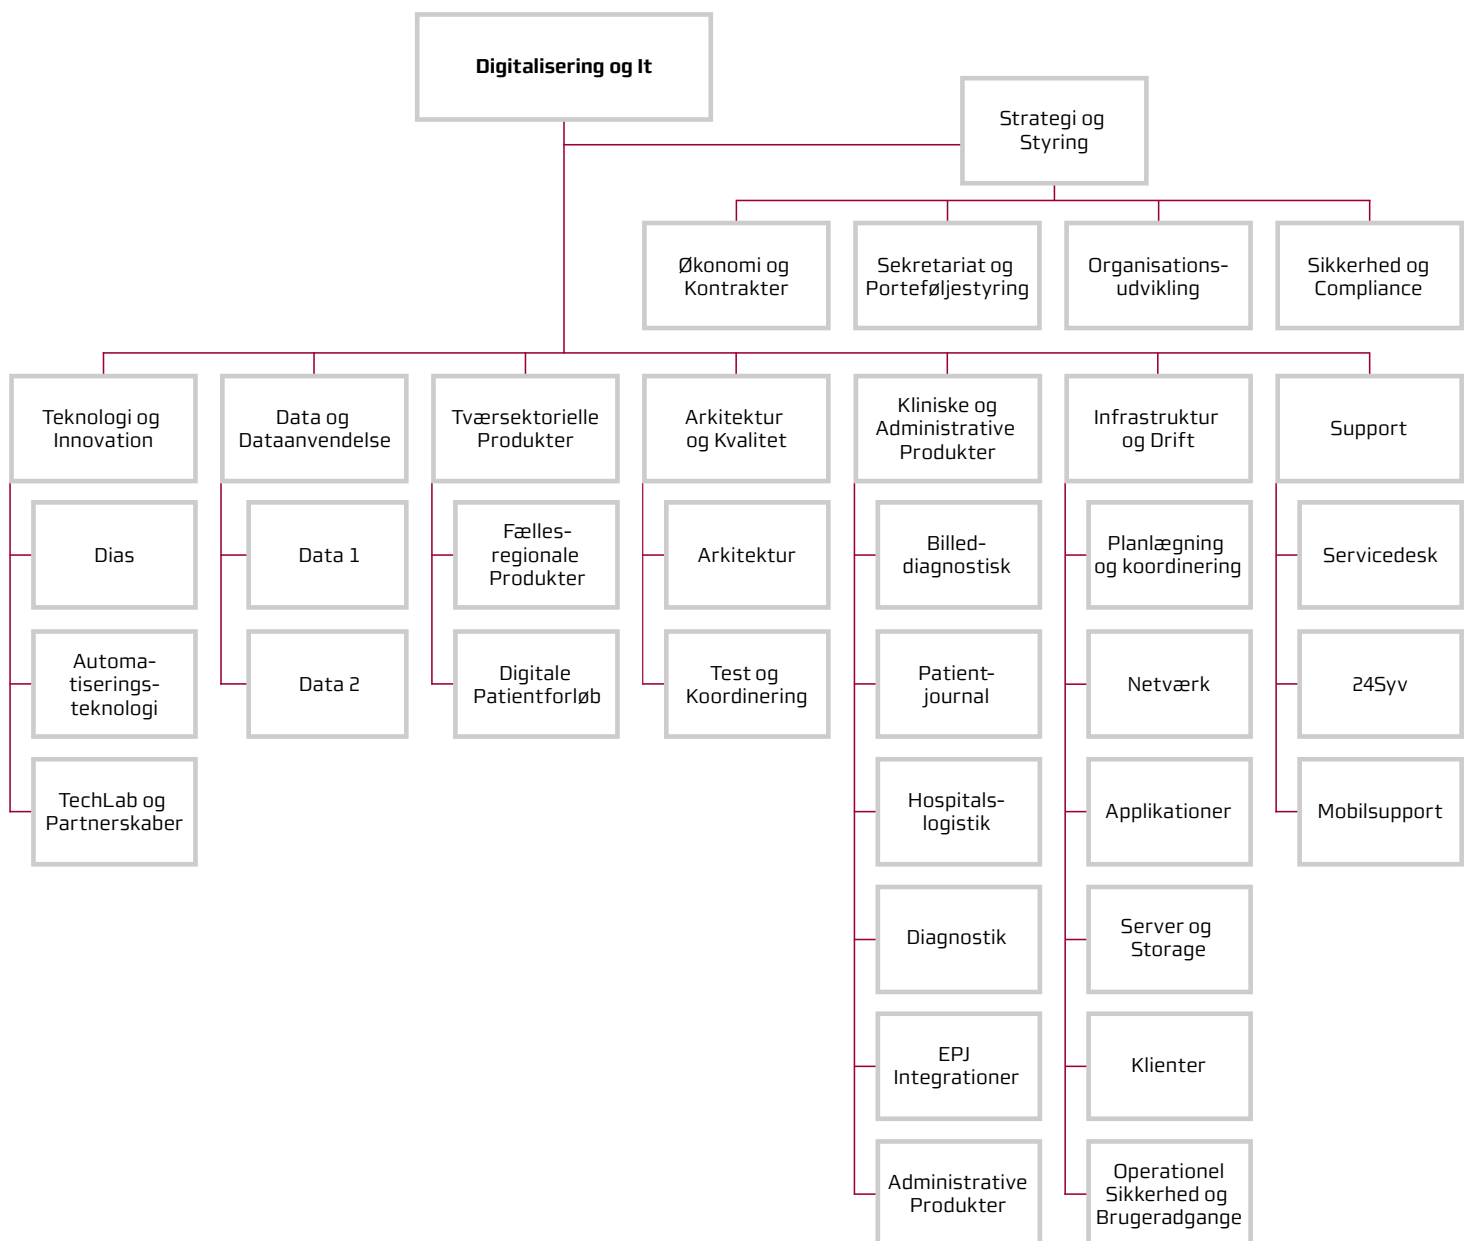 Digitalisering og It
Strategi og
Styring
Økonomi og
Kontrakter
Sekretariat og
Porteføljestyring
Organisations-
udvikling
Sikkerhed og
Compliance
Teknologi og
Innovation
Data og
Dataanvendelse
Tværsektorielle
Produkter
Arkitektur
og Kvalitet
Kliniske og
Administrative
Produkter
Infrastruktur
og Drift
Support
Dias
Automa-
tiserings-
teknologi
TechLab og
Partnerskaber
Data 1
Data 2
Fælles-
regionale
Produkter
Digitale
Patientforløb
Arkitektur
Test og
Koordinering
Billed-
diagnostisk
Patient-
journal
Hospitals-
logistik
Diagnostik
EPJ
Integrationer
Administrative
Produkter
Planlægning
og koordinering
Netværk
Applikationer
Server og
Storage
Klienter
Operationel
Sikkerhed og
Brugeradgange
Servicedesk
24Syv
Mobilsupport